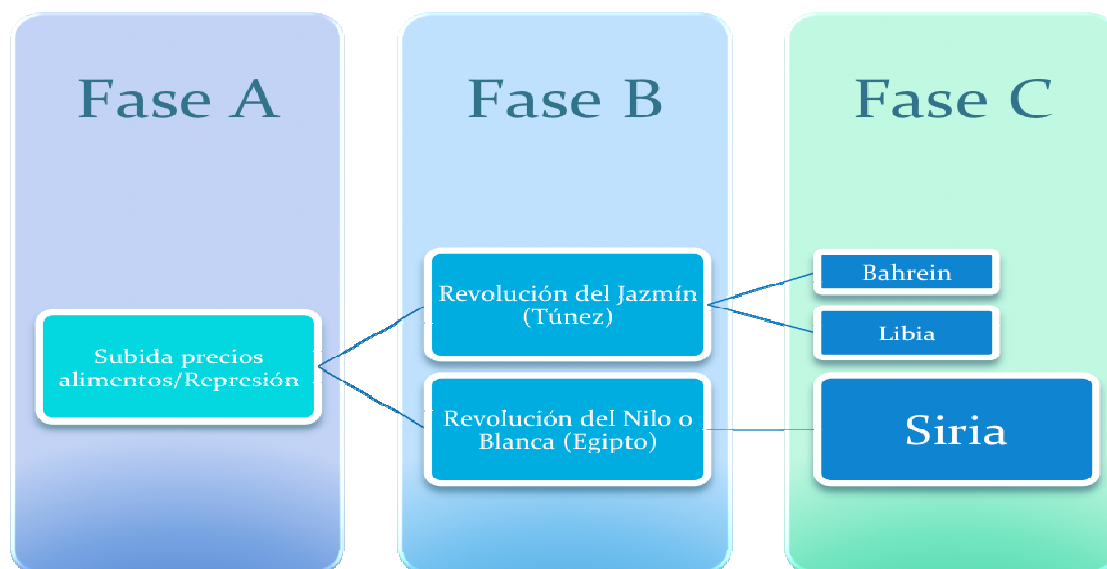 Fase A
Fase B
Fase C
Subida precios
alimentos/Represión
Revolución del Jazmín
(Túnez)
Revolución del Nilo o
Blanca (Egipto)
Bahrein
Libia
Siria